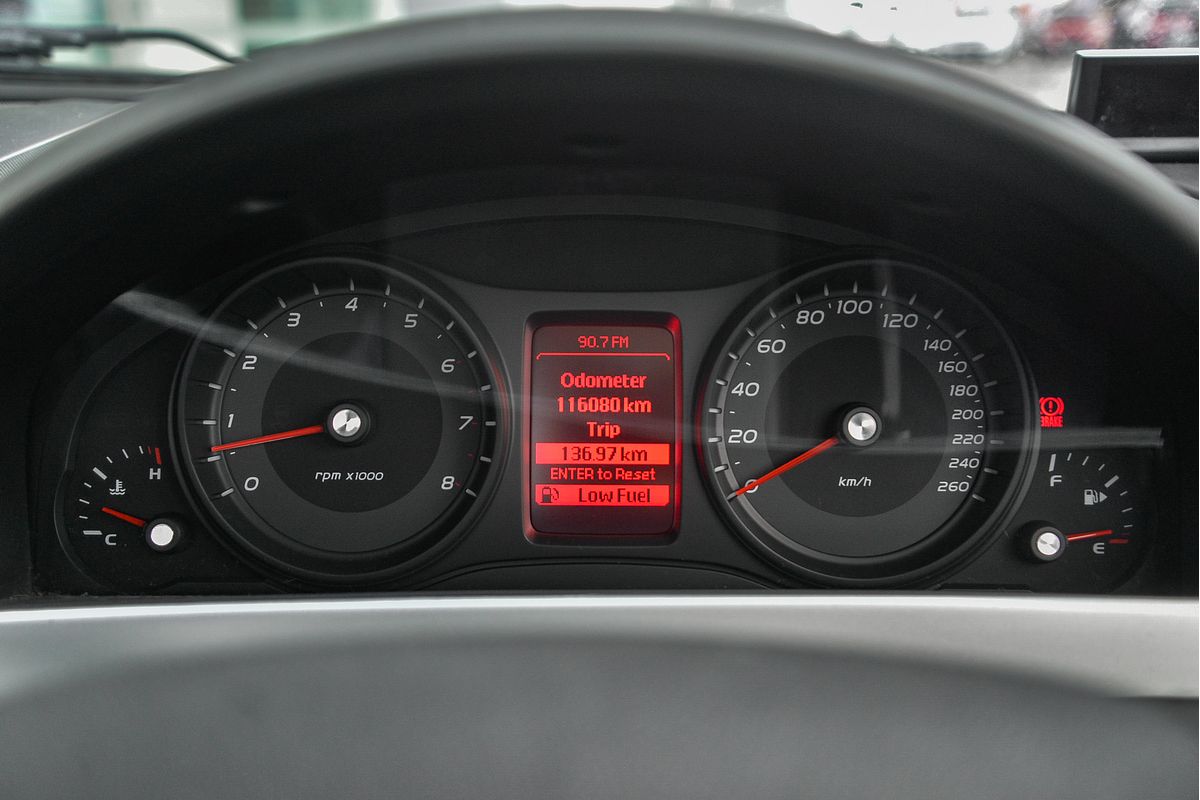 90.7 FM
Odometer
116080 km
Trip
136.97 km
ENTER to Reset
Low Fuel
0
1
2
3
4
5
6
7
8
rpm x1000
0
20
40
60
80
100
120
140
160
180
200
220
240
260
km/h
H
C
BRAKE
F
E